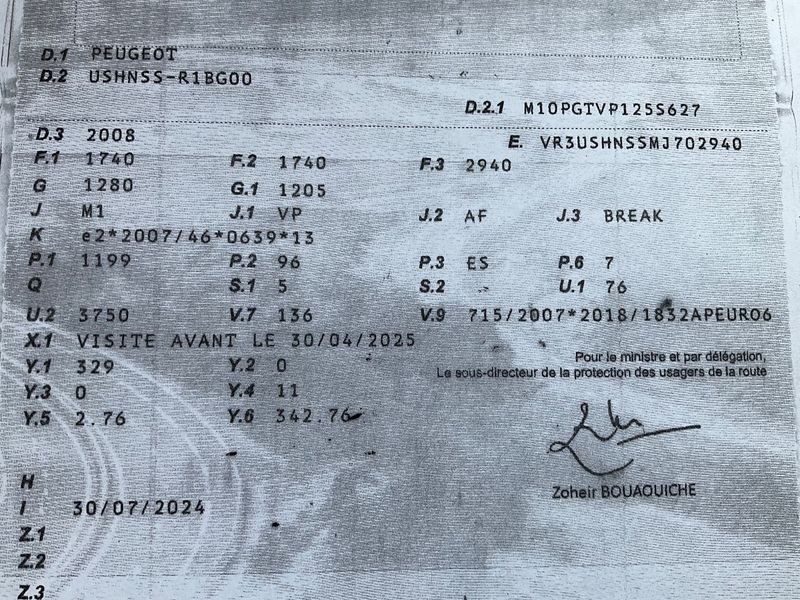 D.1 PEUGEOT
D.2 USHNSS-R1BG00
D.2.1 M10PGTVP125S627
D.3 2008 E. VR3USHNSSMJ702940
F.1 1740 F.2 1740 F.3 2940
G 1280 G.1 1205
J M1 J.1 VP J.2 AF J.3 BREAK
K e2*2007/46*0639*13
P.1 1199 P.2 96 P.3 ES P.6 7
Q S.1 5 S.2 - U.1 76
U.2 3750 V.7 136 V.9 715/2007*2018/1832APEURO6
X.1 VISITE AVANT LE 30/04/2025
Y.1 329 Y.2 0
Pour le ministre et par délégation,
Le sous-directeur de la protection des usagers de la route
Y.3 0 Y.4 11
Y.5 2.76 Y.6 342.76
Zoheir BOUAOUICHE
H
I 30/07/2024
Z.1
Z.2
Z.3